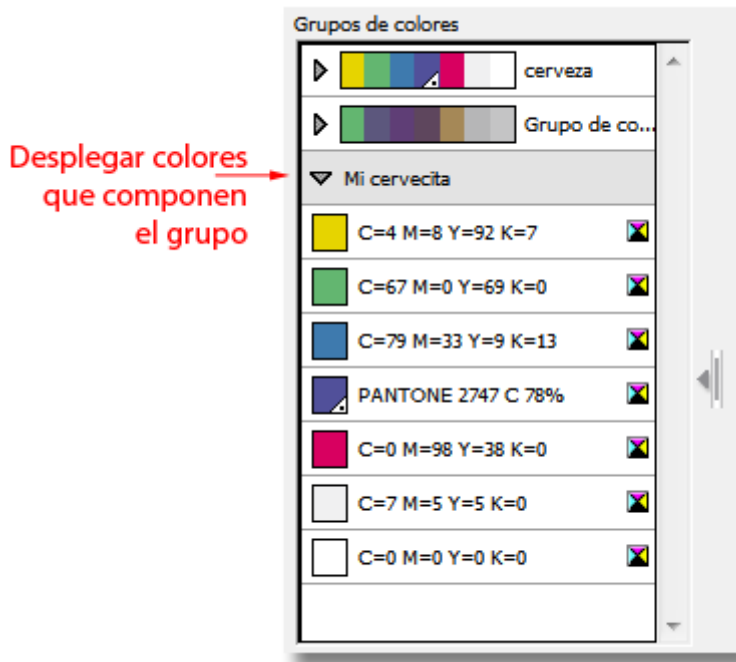 Grupos de colores
cerveza
Grupo de co...
Desplegar colores
que componen
el grupo
Mi cervecita
C=4 M=8 Y=92 K=7
C=67 M=0 Y=69 K=0
C=79 M=33 Y=9 K=13
PANTONE 2747 C 78%
C=0 M=98 Y=38 K=0
C=7 M=5 Y=5 K=0
C=0 M=0 Y=0 K=0